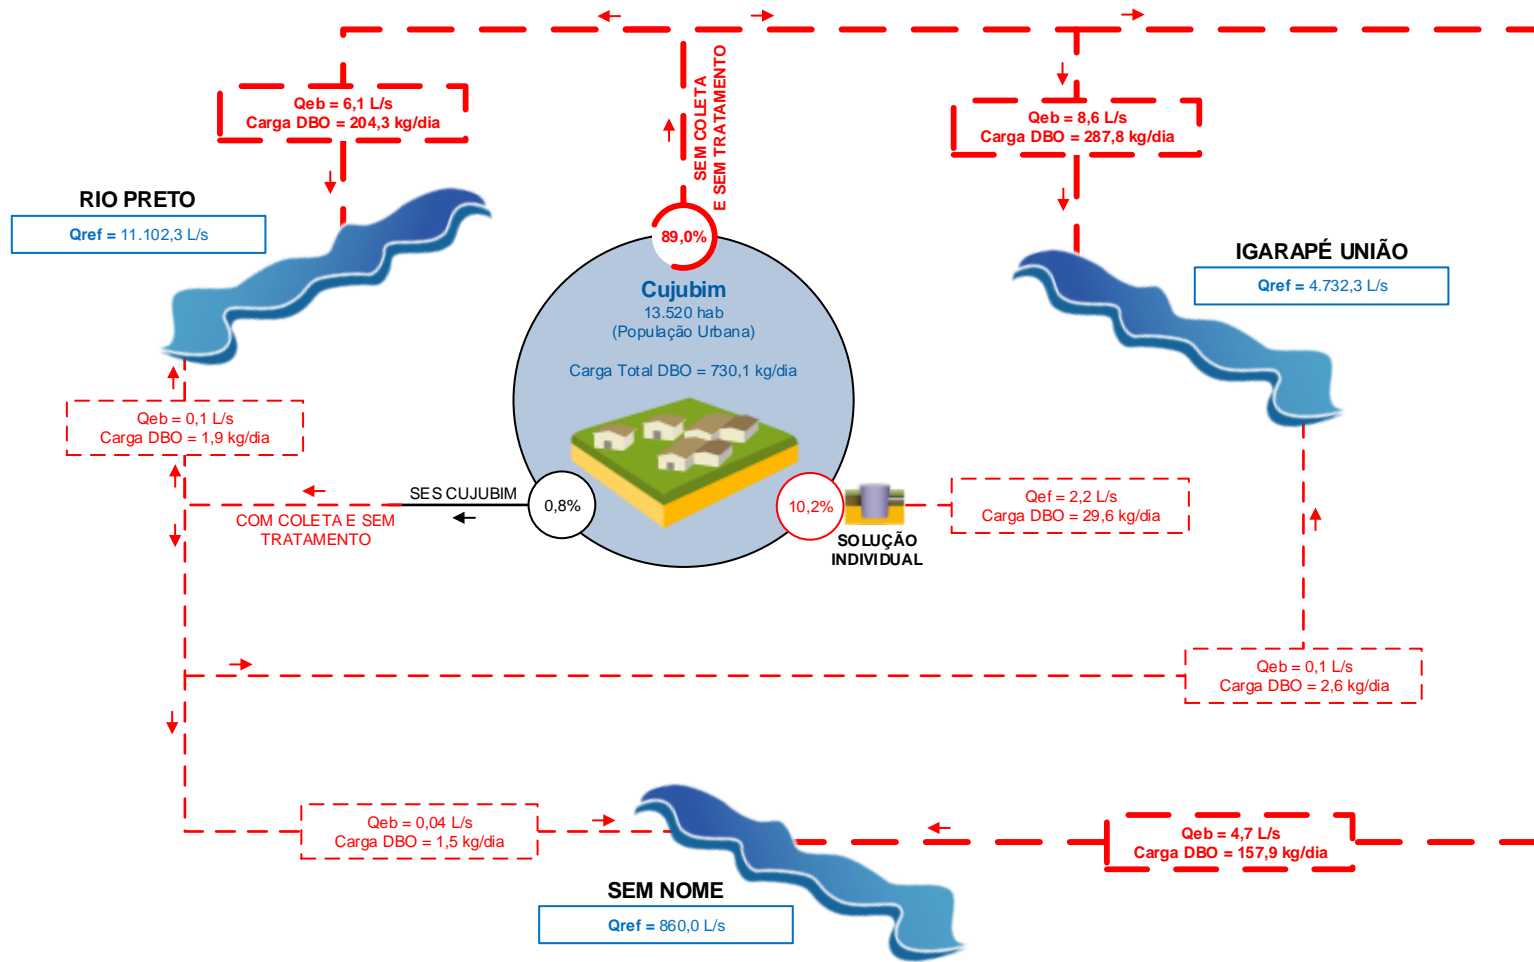 Qeb = 6,1 L/s
Carga DBO = 204,3 kg/dia
SEM COLETA
E SEM TRATAMENTO
Qeb = 8,6 L/s
Carga DBO = 287,8 kg/dia
RIO PRETO
Qref = 11.102,3 L/s
89,0%
IGARAPÉ UNIÃO
Qref = 4.732,3 L/s
Cujubim
13.520 hab
(População Urbana)
Carga Total DBO = 730,1 kg/dia
Qeb = 0,1 L/s
Carga DBO = 1,9 kg/dia
SES CUJUBIM
0,8%
COM COLETA E SEM
TRATAMENTO
10,2%
SOLUÇÃO
INDIVIDUAL
Qef = 2,2 L/s
Carga DBO = 29,6 kg/dia
Qeb = 0,1 L/s
Carga DBO = 2,6 kg/dia
Qeb = 0,04 L/s
Carga DBO = 1,5 kg/dia
Qeb = 4,7 L/s
Carga DBO = 157,9 kg/dia
SEM NOME
Qref = 860,0 L/s